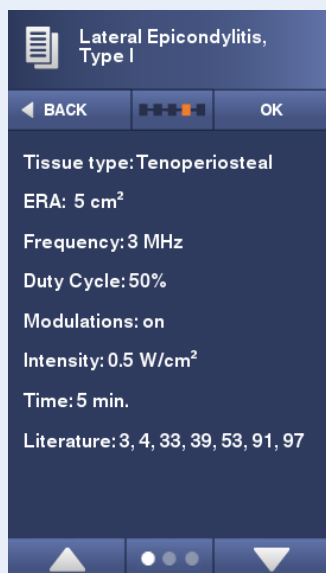 Lateral Epicondylitis,
Type I
BACK
OK
Tissue type: Tenoperiosteal
ERA: 5 cm²
Frequency: 3 MHz
Duty Cycle: 50%
Modulations: on
Intensity: 0.5 W/cm²
Time: 5 min.
Literature: 3, 4, 33, 39, 53, 91, 97